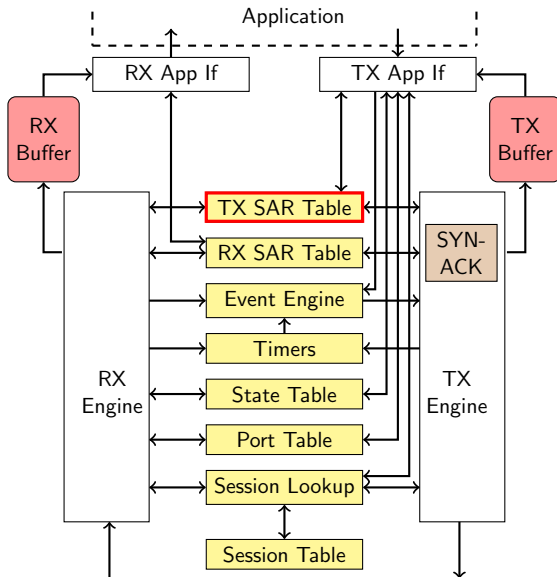 Application
RX App If
TX App If
RX
Buffer
TX
Buffer
TX SAR Table
RX SAR Table
SYN-
ACK
Event Engine
Timers
RX
Engine
State Table
TX
Engine
Port Table
Session Lookup
Session Table